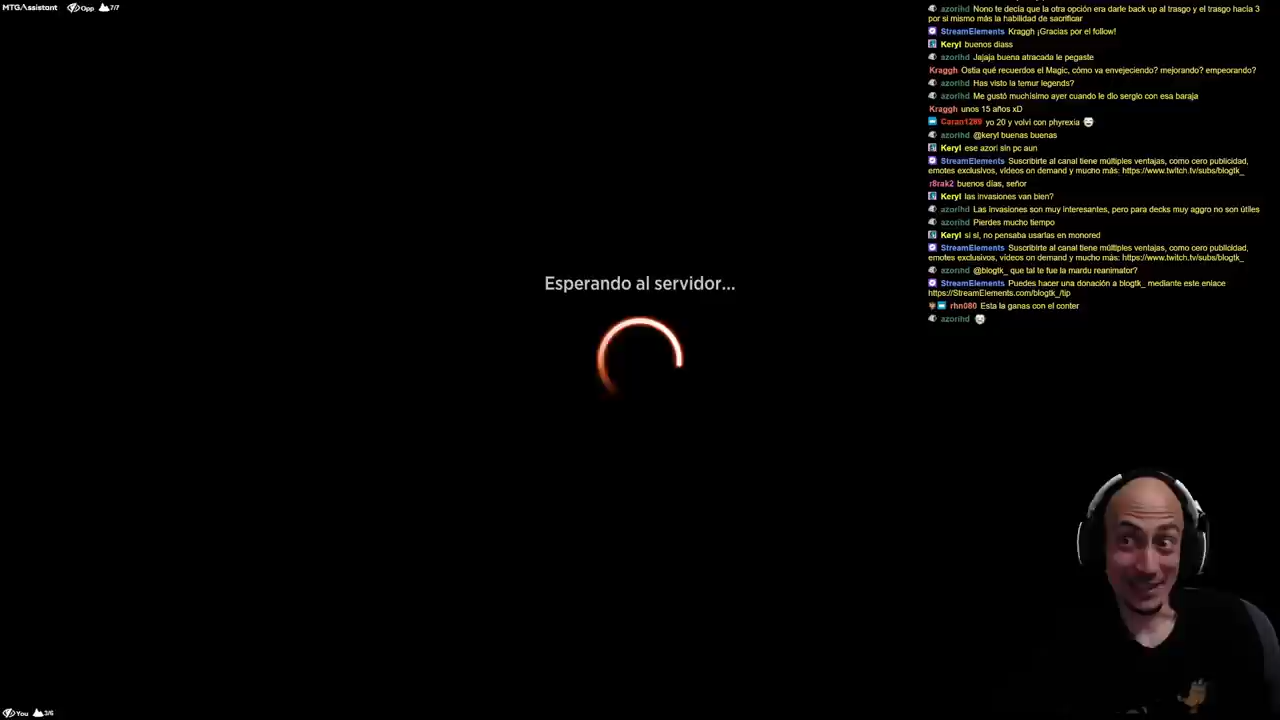 MTGAssistant Opp 7/7
azorihd Nono te decía que la otra opción era darle back up al trasgo y el trasgo hacía 3
por si mismo más la habilidad de sacrificar
StreamElements Kraggh ¡Gracias por el follow!
Keryl buenos diass
azorihd Jajaja buena atracada le pegaste
Kraggh Ostia qué recuerdos el Magic, cómo va envejeciendo? mejorando? empeorando?
azorihd Has visto la temur legends?
azorihd Me gustó muchísimo ayer cuando le dio sergio con esa baraja
Kraggh unos 15 años xD
Caran1289 yo 20 y volví con phyrexia
azorihd @keryl buenas buenas
Keryl ese azori sin pc aun
StreamElements Suscribirte al canal tiene múltiples ventajas, como cero publicidad,
emotes exclusivos, vídeos on demand y mucho más: https://www.twitch.tv/subs/blogtk_
r8rak2 buenos días, señor
Keryl las invasiones van bien?
azorihd Las invasiones son muy interesantes, pero para decks muy aggro no son útiles
azorihd Pierdes mucho tiempo
Keryl si si, no pensaba usarlas en monored
StreamElements Suscribirte al canal tiene múltiples ventajas, como cero publicidad,
emotes exclusivos, vídeos on demand y mucho más: https://www.twitch.tv/subs/blogtk_
azorihd @blogtk_ que tal te fue la mardu reanimator?
StreamElements Puedes hacer una donación a blogtk_ mediante este enlace
https://StreamElements.com/blogtk_/tip
rhn080 Esta la ganas con el conter
azorihd
Esperando al servidor...
You 3/6